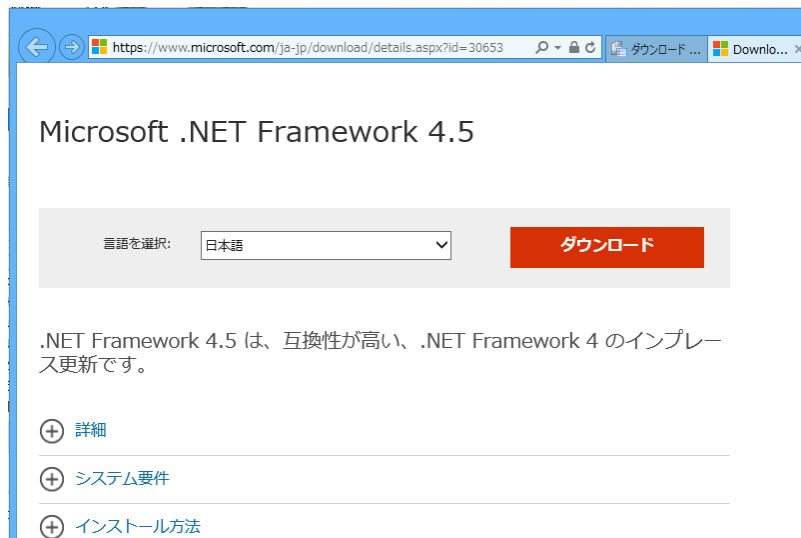 https://www.microsoft.com/ja-jp/download/details.aspx?id=30653
ダウンロード ...
Downlo...
Microsoft .NET Framework 4.5
言語を選択:
日本語
ダウンロード
.NET Framework 4.5 は、互換性が高い、.NET Framework 4 のインプレー
ス更新です。
詳細
システム要件
インストール方法